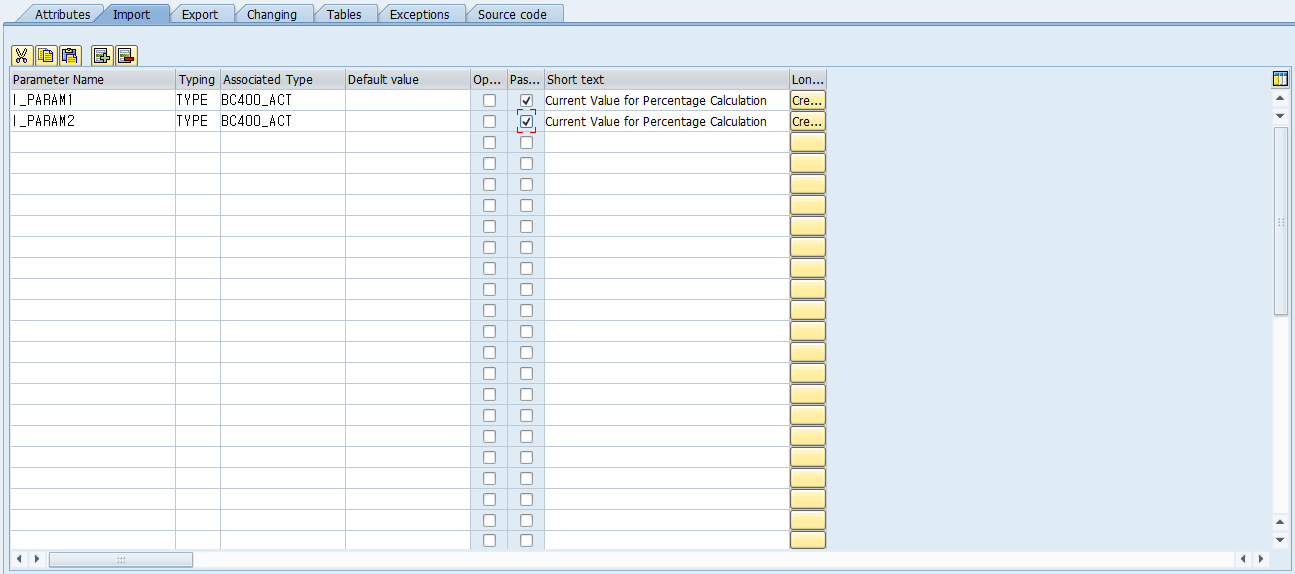 Attributes Import Export Changing Tables Exceptions Source code
Parameter Name Typing Associated Type Default value Op... Pas... Short text Lon...
I_PARAM1 TYPE BC400_ACT Current Value for Percentage Calculation Cre...
I_PARAM2 TYPE BC400_ACT Current Value for Percentage Calculation Cre...